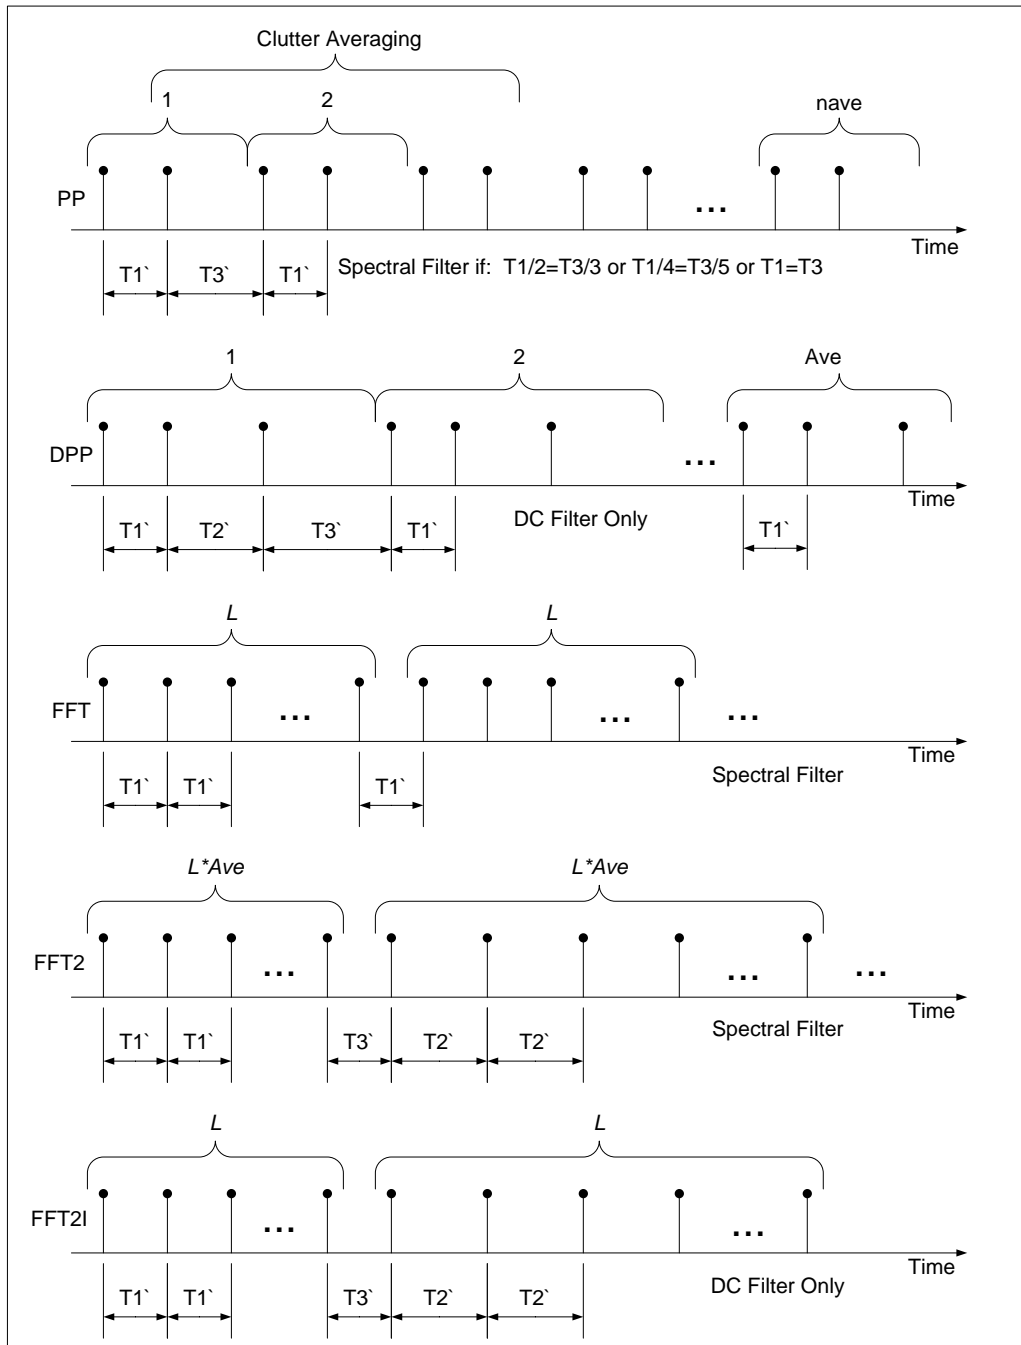 Clutter Averaging
1
2
nave
PP
...
Time
T1`
T3`
T1`
Spectral Filter if: T1/2=T3/3 or T1/4=T3/5 or T1=T3
1
2
Ave
DPP
...
Time
T1`
T2`
T3`
T1`
DC Filter Only
T1`
L
L
FFT
...
...
...
Time
T1`
T1`
T1`
Spectral Filter
L*Ave
L*Ave
FFT2
...
...
...
Time
T1`
T1`
T3`
T2`
T2`
Spectral Filter
L
L
FFT2I
...
...
Time
T1`
T1`
T3`
T2`
T2`
DC Filter Only